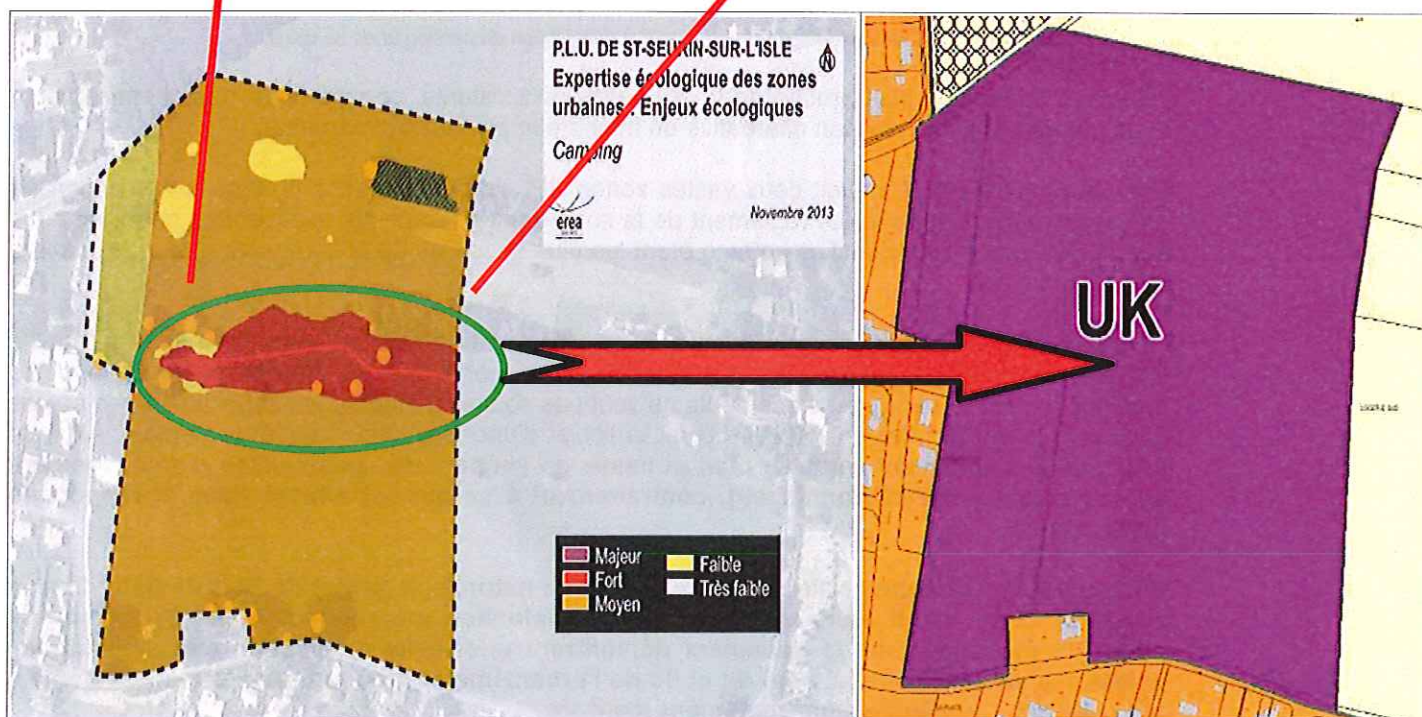 P.L.U. DE ST-SEURIN-SUR-L'ISLE
Expertise écologique des zones
urbaines : Enjeux écologiques
Camping
erea
Novembre 2013
N
UK
Majeur
Fort
Moyen
Faible
Très faible